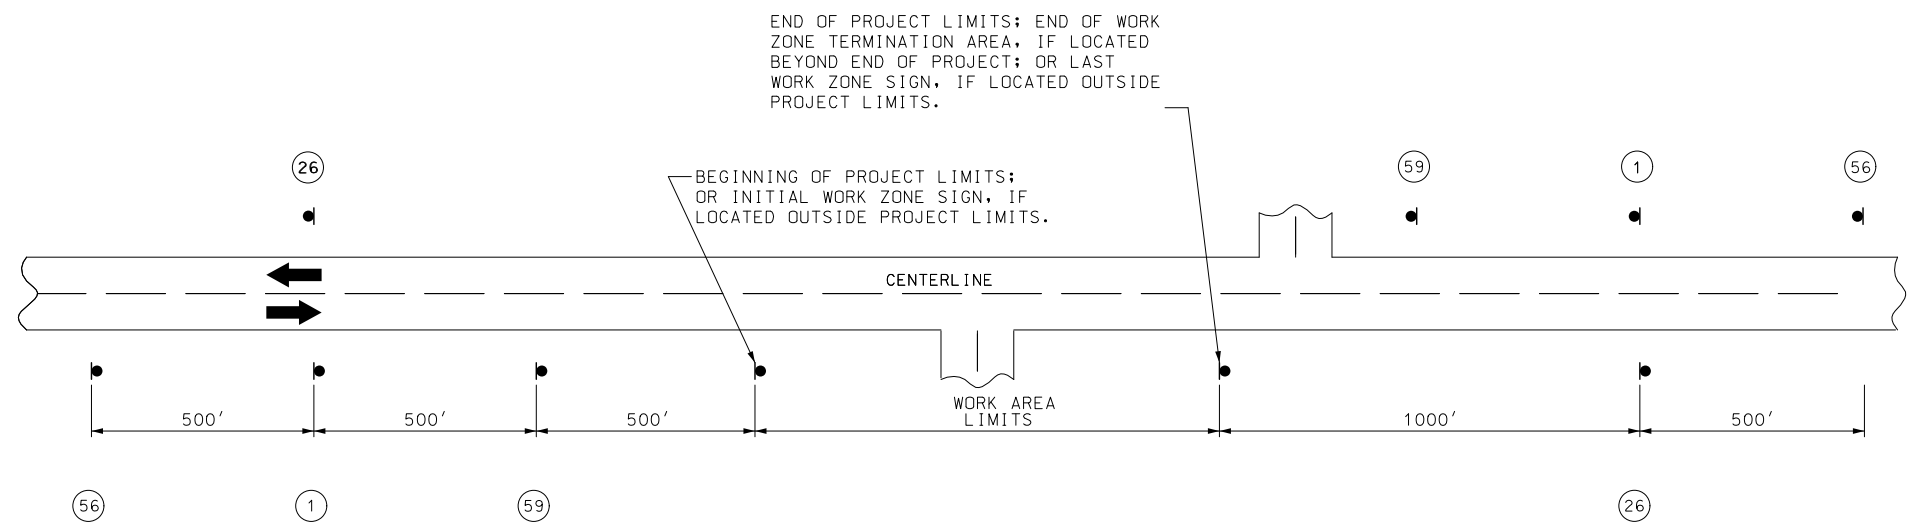 END OF PROJECT LIMITS; END OF WORK
ZONE TERMINATION AREA, IF LOCATED
BEYOND END OF PROJECT; OR LAST
WORK ZONE SIGN, IF LOCATED OUTSIDE
PROJECT LIMITS.
26
59
1
56
BEGINNING OF PROJECT LIMITS;
OR INITIAL WORK ZONE SIGN, IF
LOCATED OUTSIDE PROJECT LIMITS.
CENTERLINE
WORK AREA
LIMITS
500'
500'
500'
1000'
500'
56
1
59
26